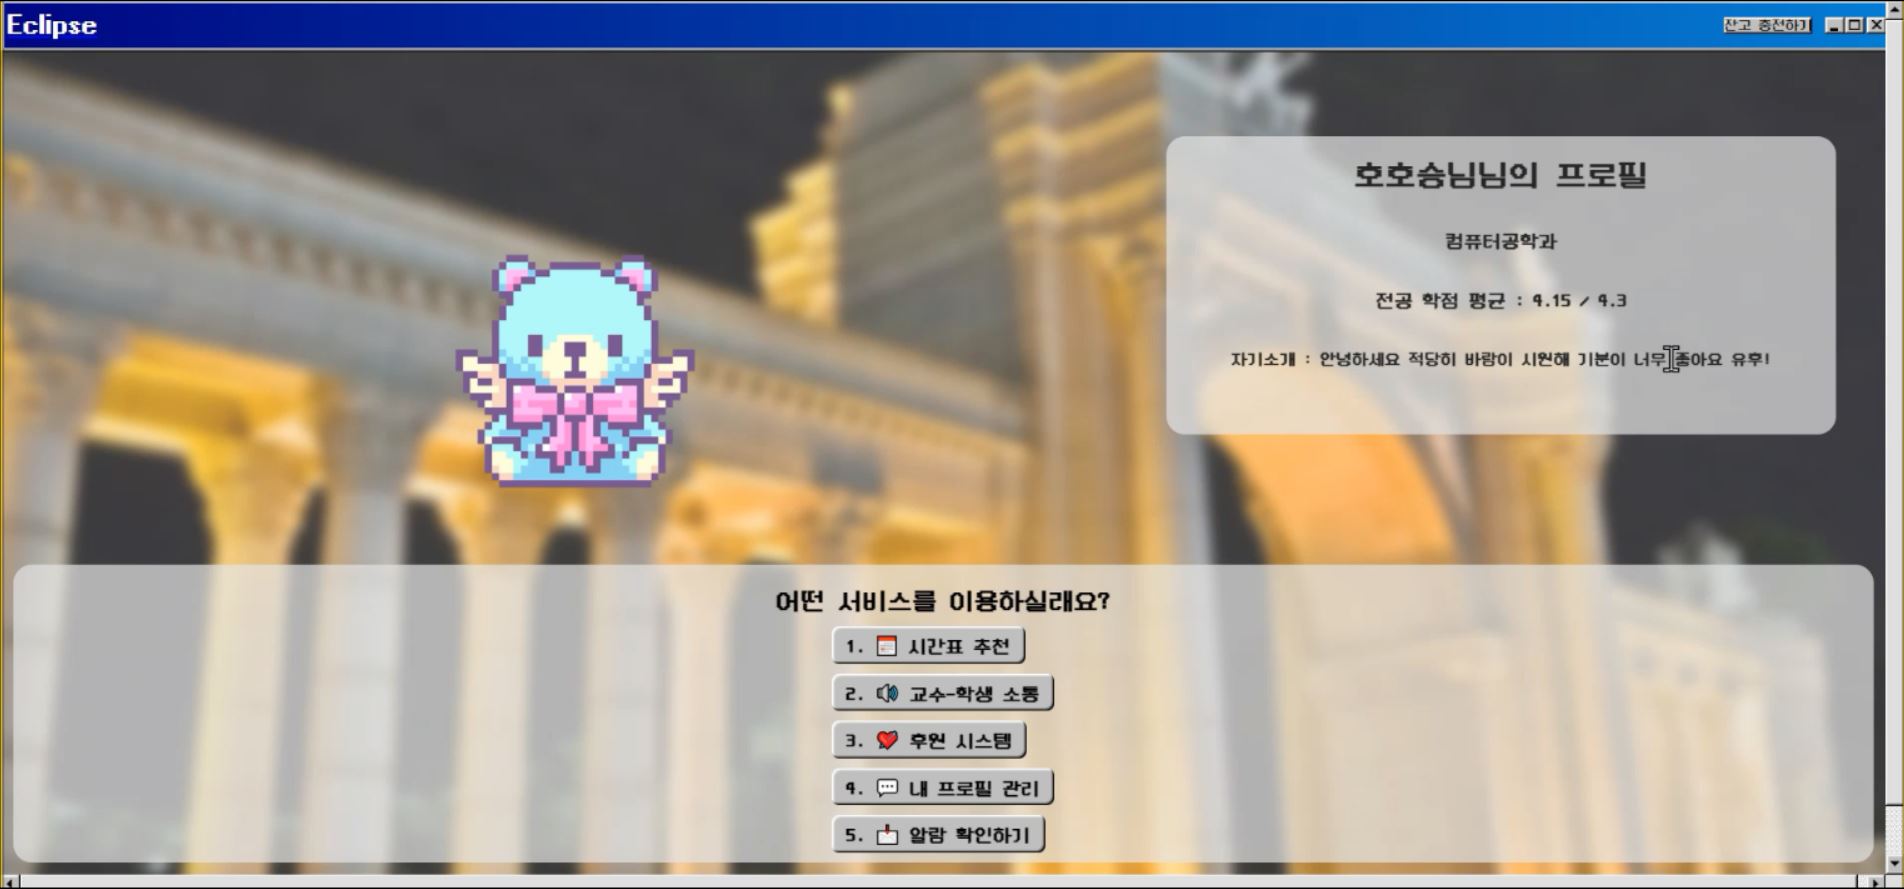 Eclipse
잔고 충전하기
호호승님님의 프로필
컴퓨터공학과
전공 학점 평균 : 4.15 / 4.3
자기소개 : 안녕하세요 적당히 바람이 시원해 기분이 너무 좋아요 유후!
어떤 서비스를 이용하실래요?
1. 시간표 추천
2. 교수-학생 소통
3. 후원 시스템
4. 내 프로필 관리
5. 알람 확인하기